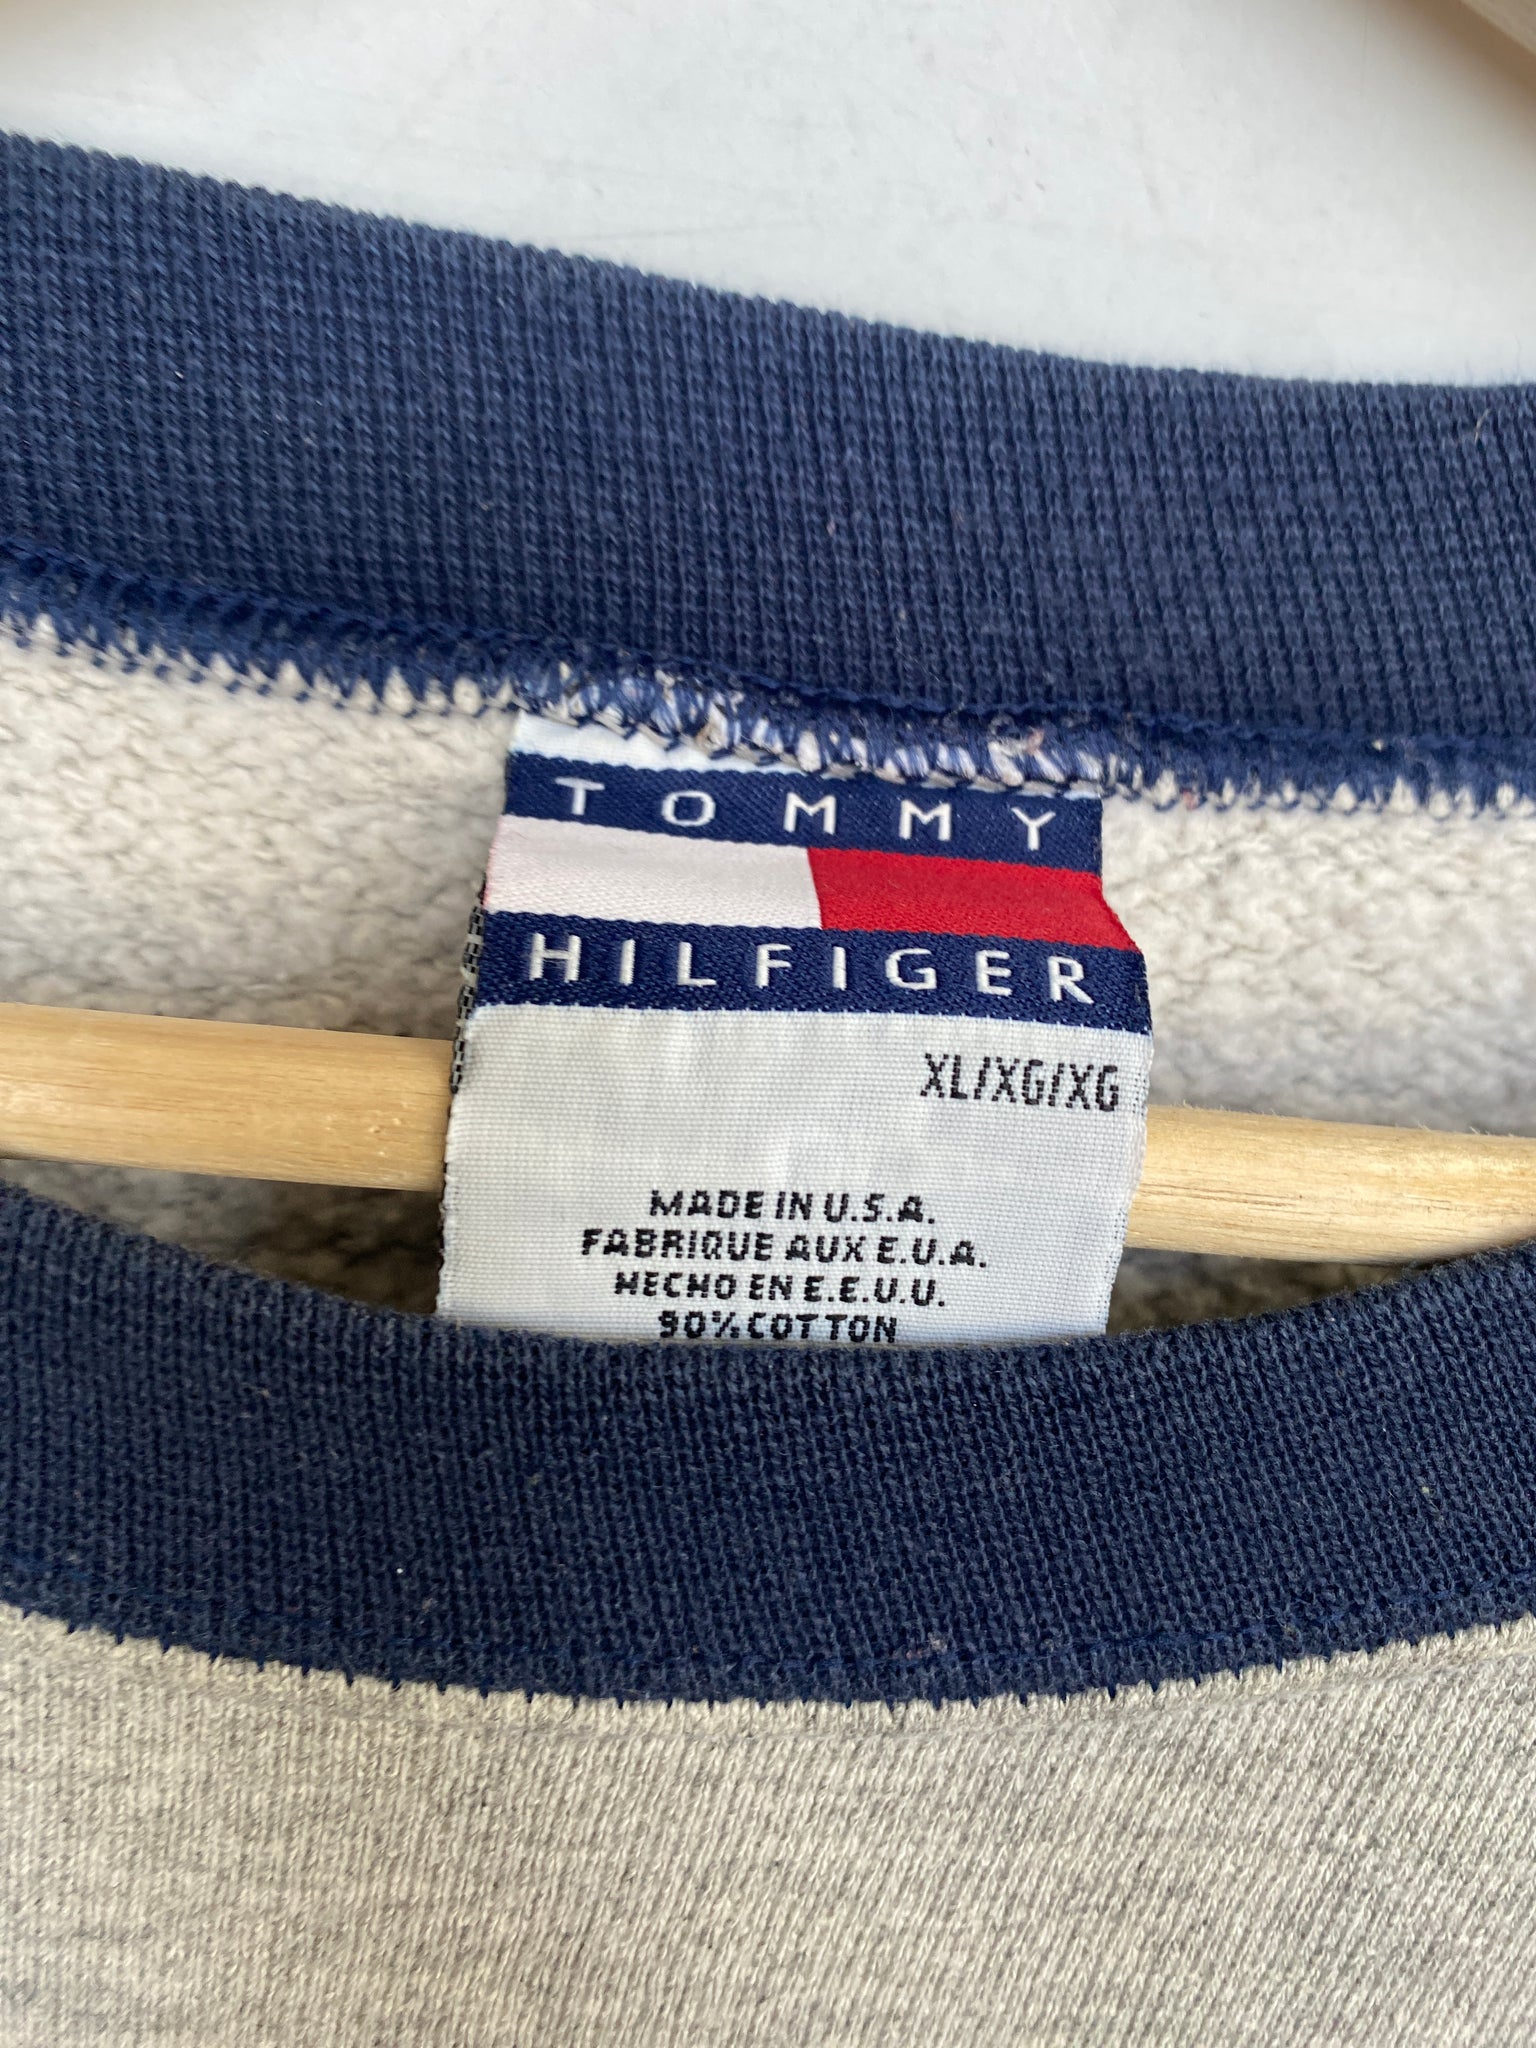 TOMMY
HILFIGER
XL/XG/XG
MADE IN U.S.A.
FABRIQUE AUX E.U.A.
HECHO EN E.E.U.U.
90% COTTON